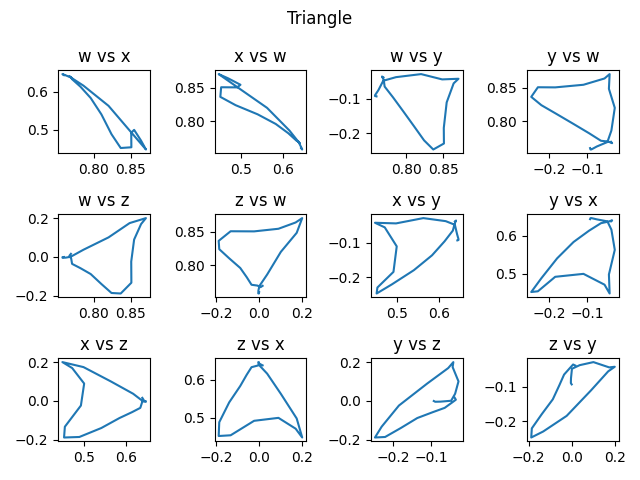 Triangle
w vs x
x vs w
w vs y
y vs w
0.6
0.5
0.80 0.85
0.85
0.80
0.5 0.6
−0.1
−0.2
0.80 0.85
0.85
0.80
−0.2 −0.1
w vs z
z vs w
x vs y
y vs x
0.2
0.0
−0.2
0.80 0.85
0.85
0.80
−0.2 0.0 0.2
−0.1
−0.2
0.5 0.6
0.6
0.5
−0.2 −0.1
x vs z
z vs x
y vs z
z vs y
0.2
0.0
−0.2
0.5 0.6
0.6
0.5
−0.2 0.0 0.2
0.2
0.0
−0.2
−0.2 −0.1
−0.1
−0.2
−0.2 0.0 0.2